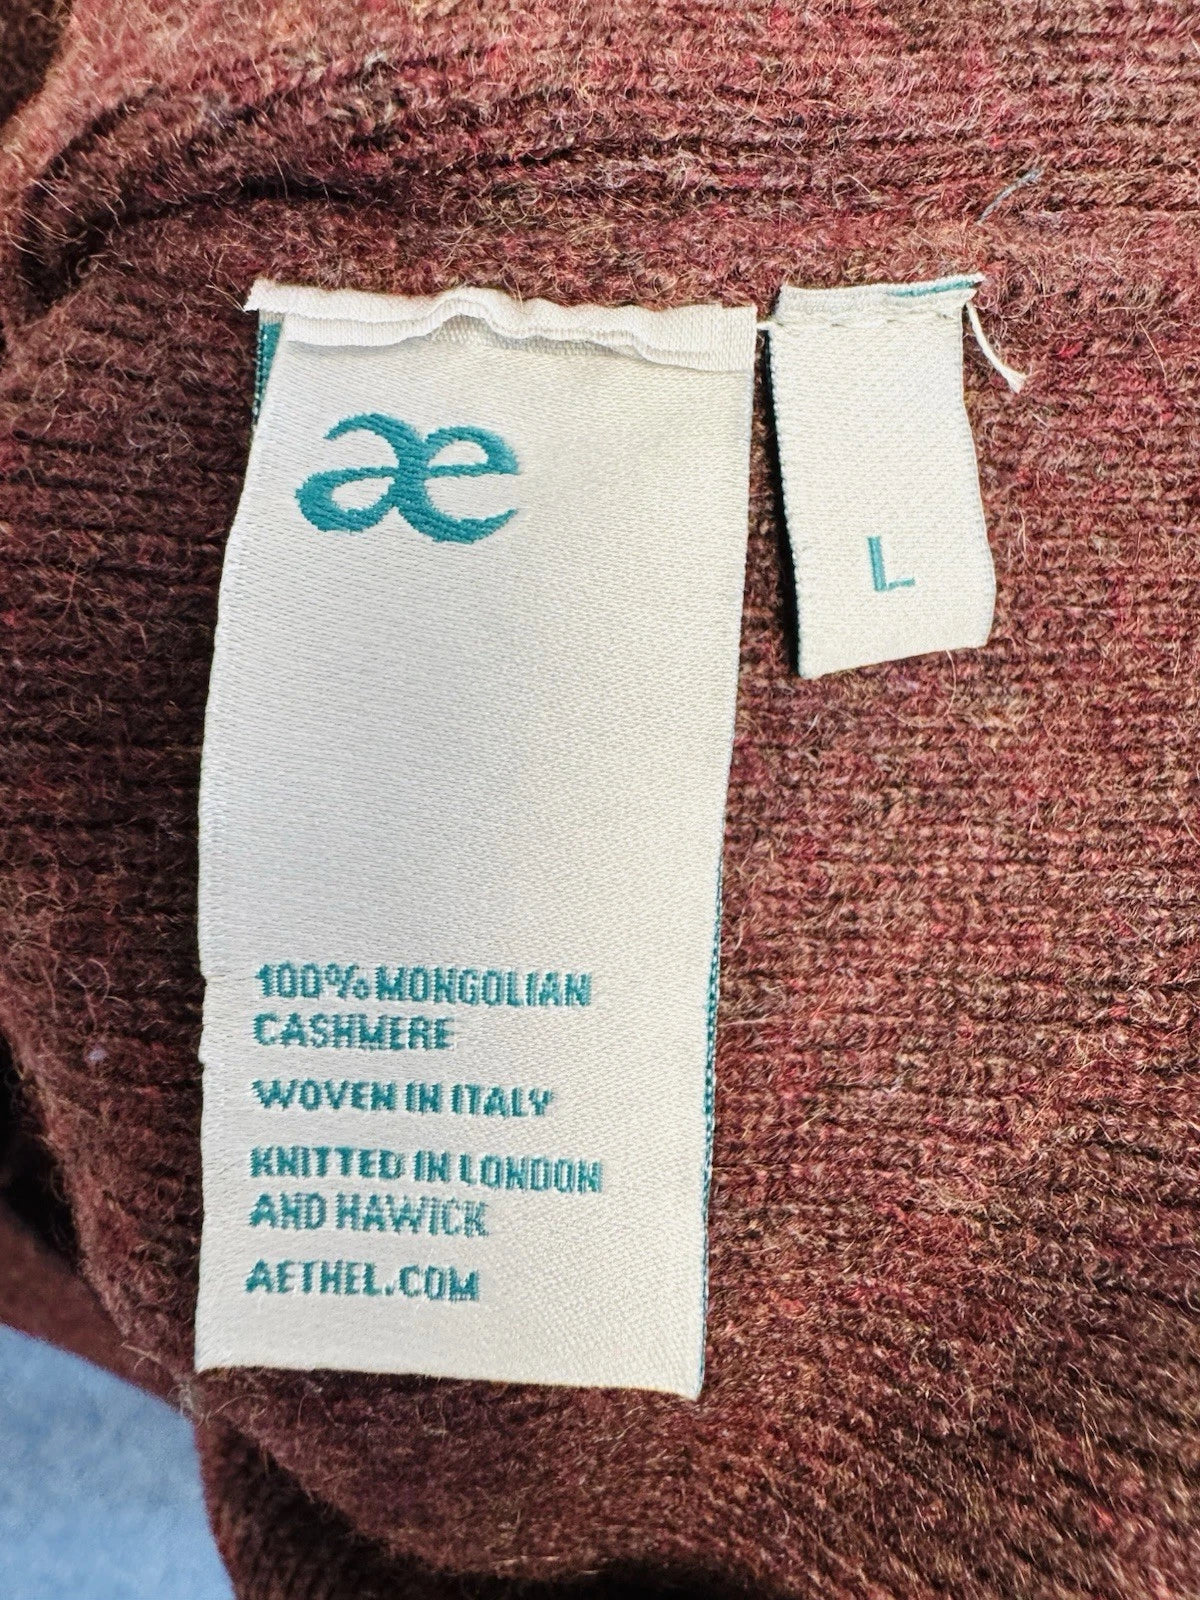 æ
L
100% MONGOLIAN
CASHMERE
WOVEN IN ITALY
KNITTED IN LONDON
AND HAWICK
AETHEL.COM